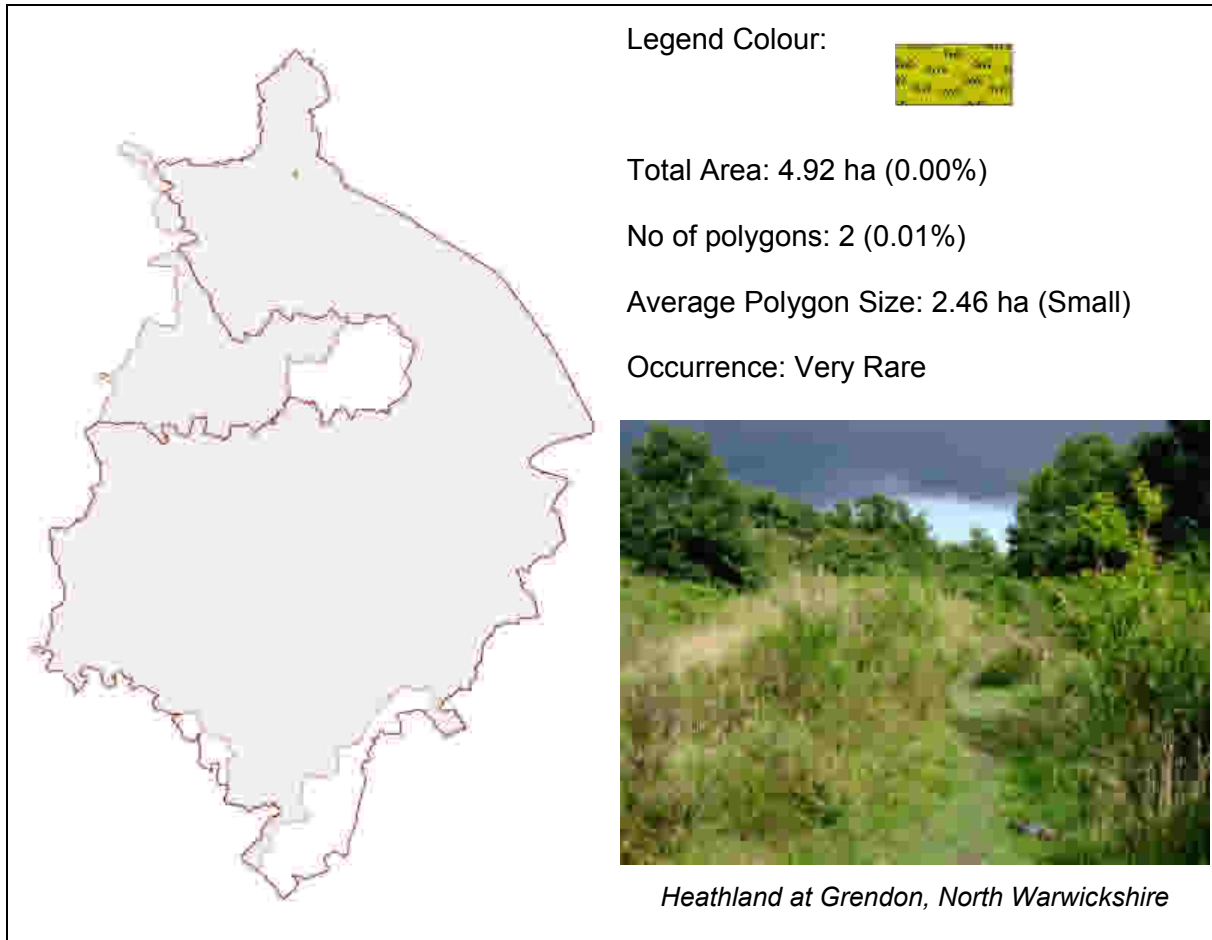 Legend Colour:
Total Area: 4.92 ha (0.00%)
No of polygons: 2 (0.01%)
Average Polygon Size: 2.46 ha (Small)
Occurrence: Very Rare
Heathland at Grendon, North Warwickshire